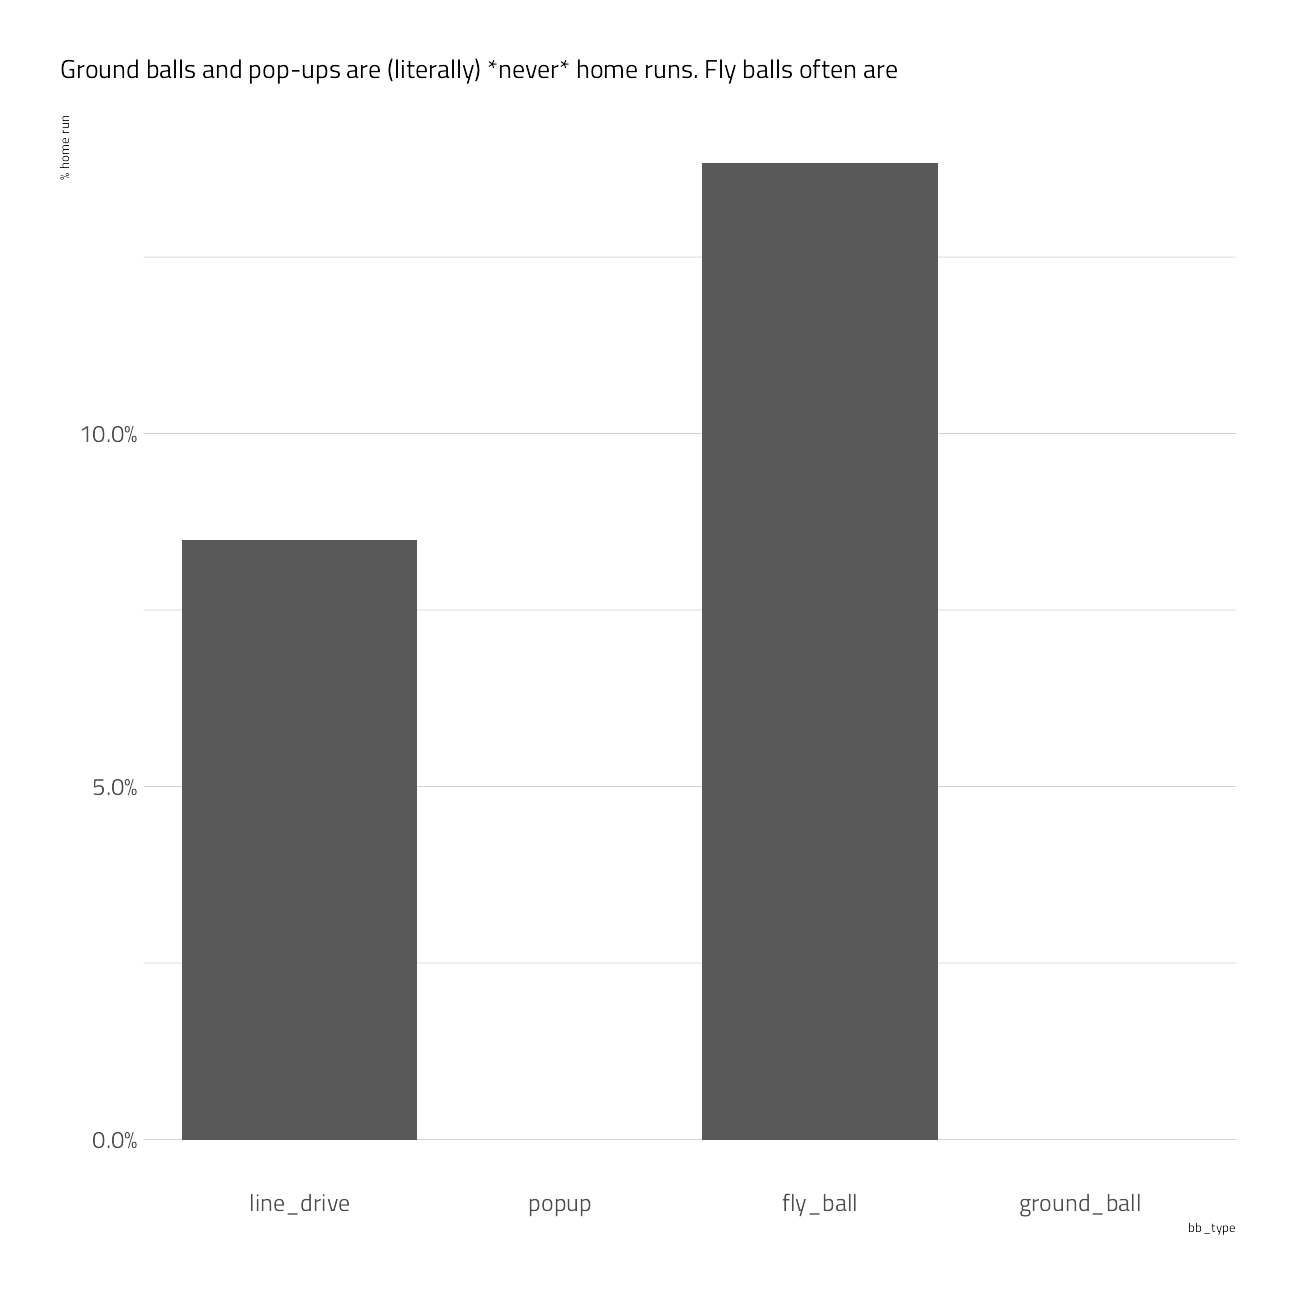 Ground balls and pop-ups are (literally) *never* home runs. Fly balls often are
% home run
10.0%
5.0%
0.0%
line_drive popup fly_ball ground_ball
bb_type